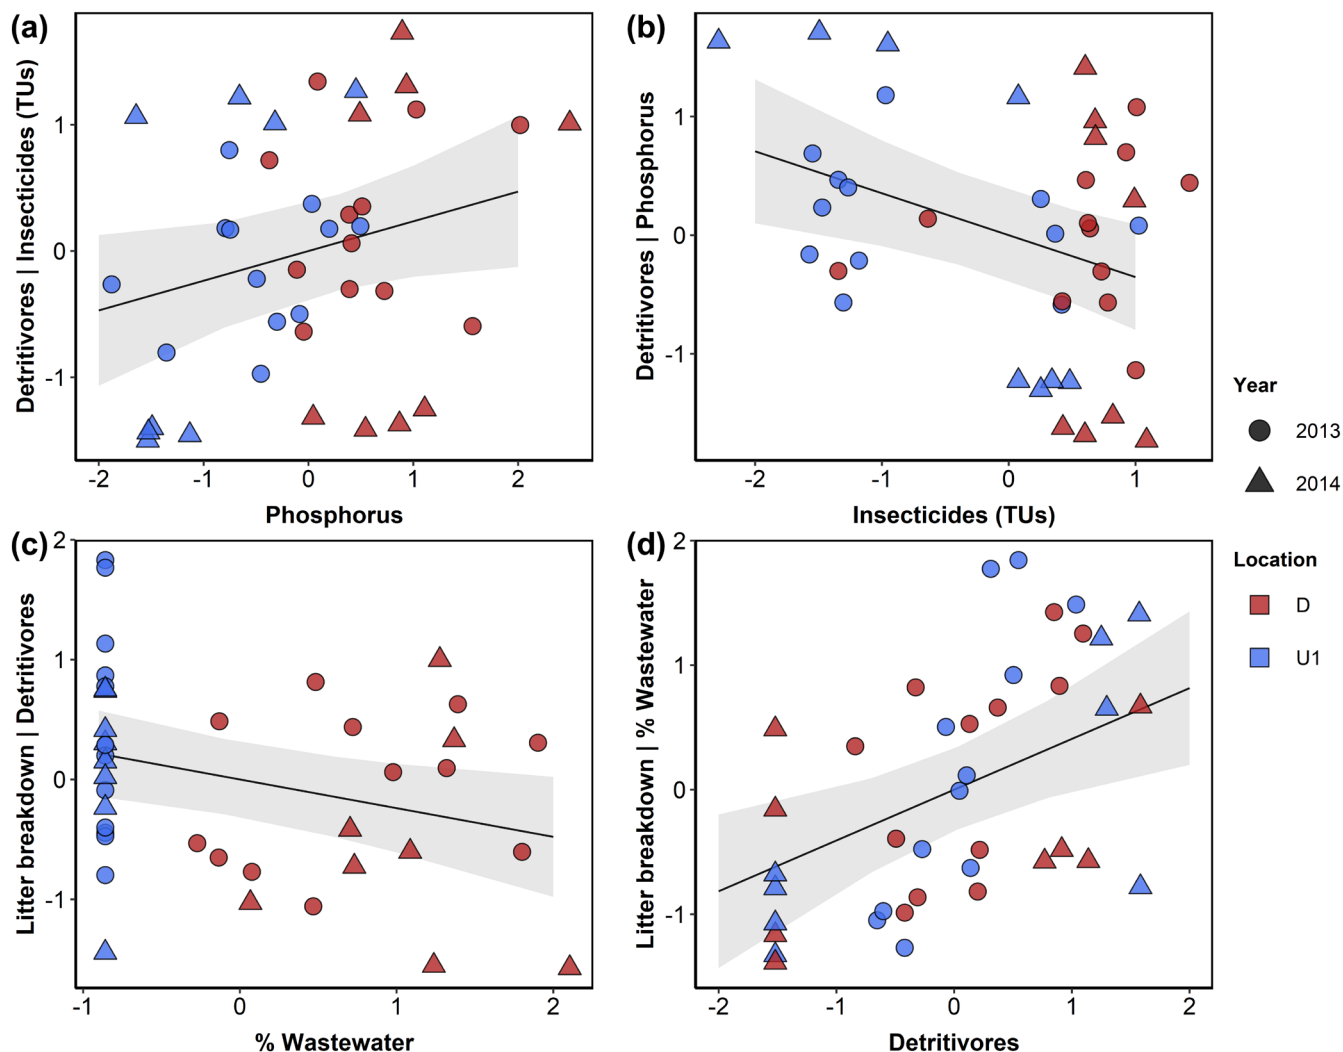 (a)
Detritivores | Insecticides (TUs)
1
0
-1
-2
-1
0
1
2
Phosphorus
(b)
Detritivores | Phosphorus
1
0
-1
-2
-1
0
1
Insecticides (TUs)
Year
2013
2014
Location
D
U1
(c)
Litter breakdown | Detritivores
2
1
0
-1
-1
0
1
2
% Wastewater
(d)
Litter breakdown | % Wastewater
2
1
0
-1
-2
-1
0
1
2
Detritivores